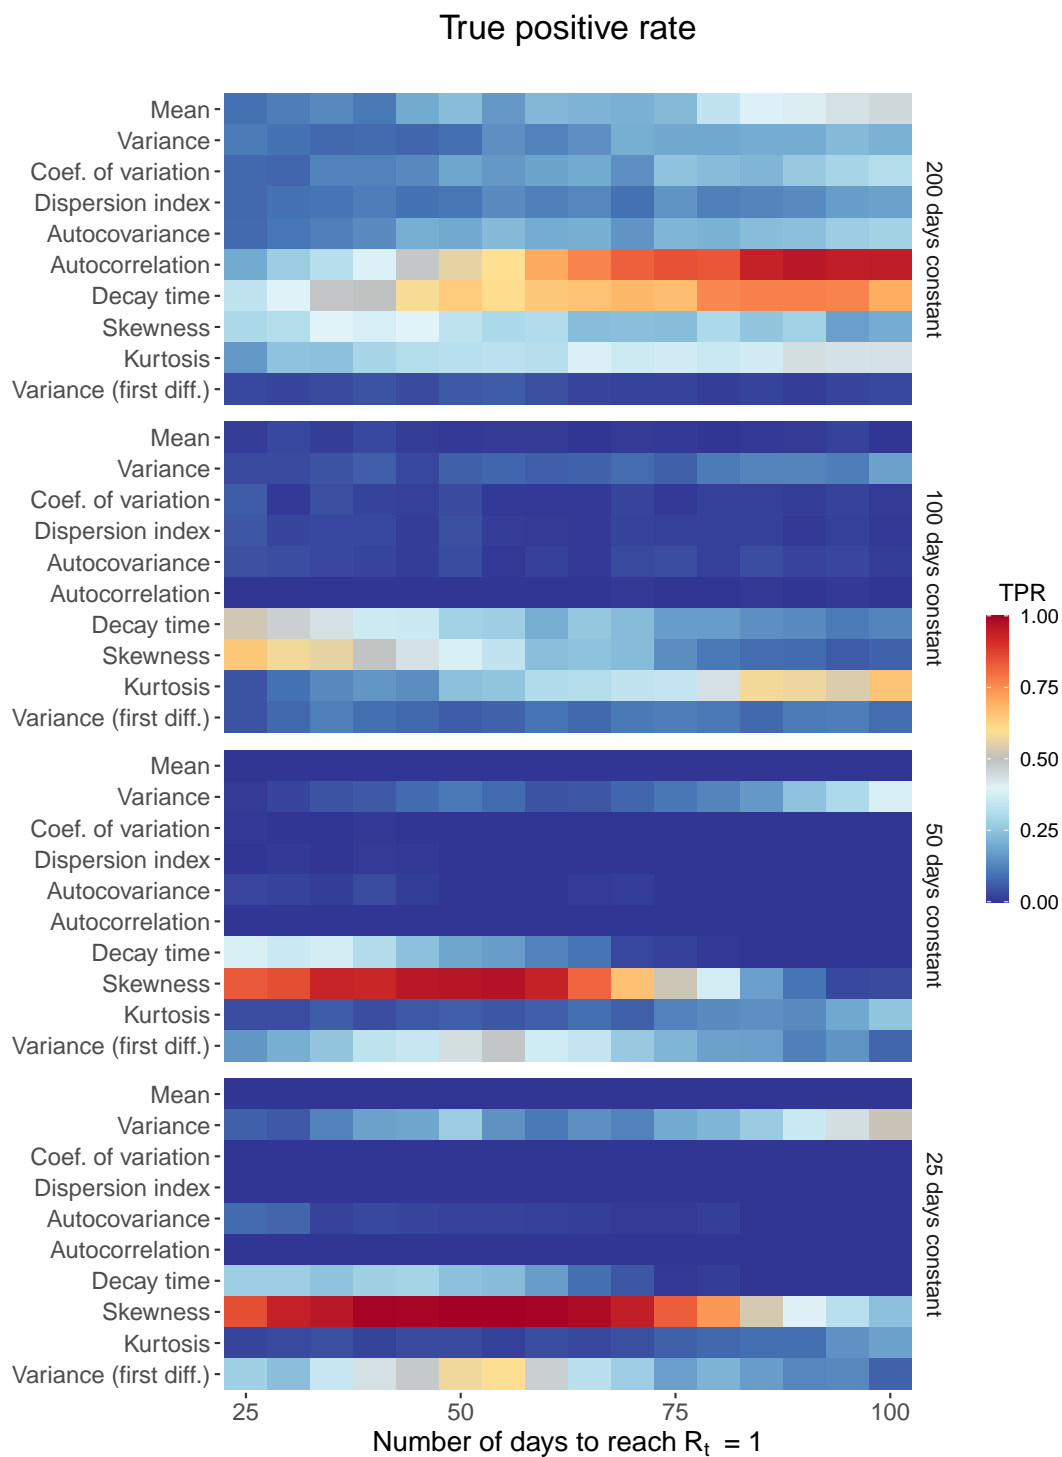 True positive rate
Mean
Variance
Coef. of variation
Dispersion index
Autocovariance
Autocorrelation
Decay time
Skewness
Kurtosis
Variance (first diff.)
200 days constant
Mean
Variance
Coef. of variation
Dispersion index
Autocovariance
Autocorrelation
Decay time
Skewness
Kurtosis
Variance (first diff.)
100 days constant
Mean
Variance
Coef. of variation
Dispersion index
Autocovariance
Autocorrelation
Decay time
Skewness
Kurtosis
Variance (first diff.)
50 days constant
Mean
Variance
Coef. of variation
Dispersion index
Autocovariance
Autocorrelation
Decay time
Skewness
Kurtosis
Variance (first diff.)
25 days constant
25 50 75 100
Number of days to reach Rt = 1
TPR
1.00
0.75
0.50
0.25
0.00